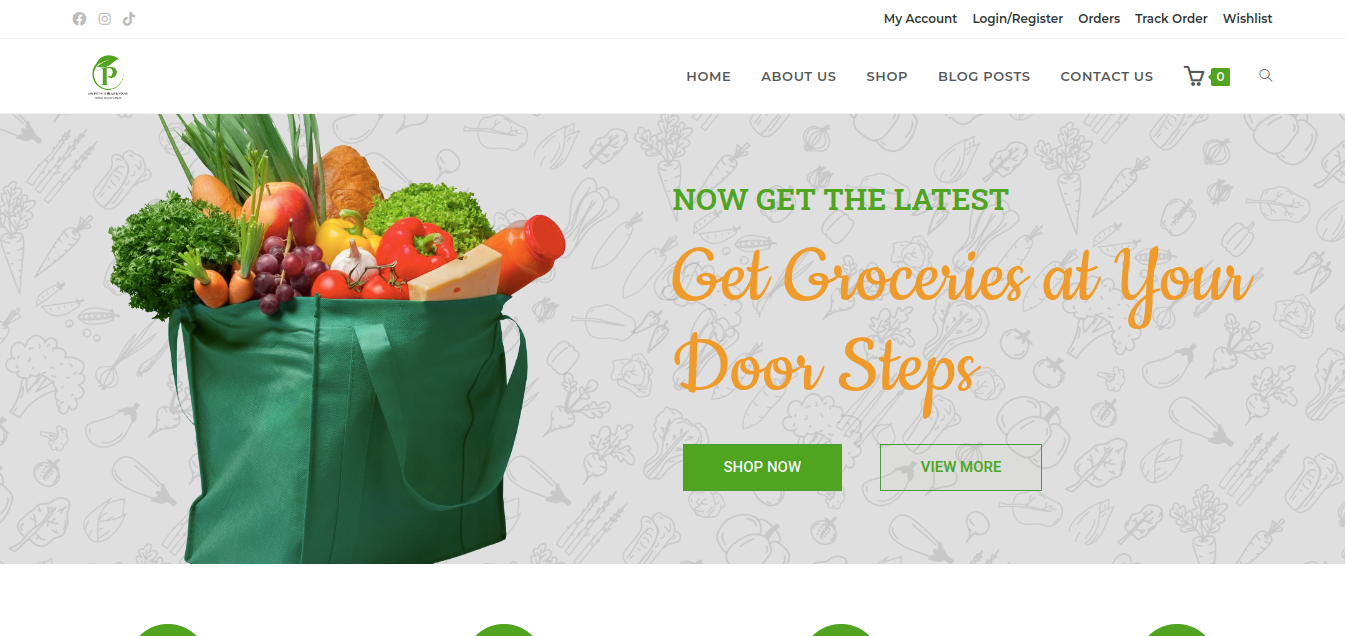 My Account Login/Register Orders Track Order Wishlist
P
HOME ABOUT US SHOP BLOG POSTS CONTACT US 0
NOW GET THE LATEST
Get Groceries at Your
Door Steps
SHOP NOW VIEW MORE